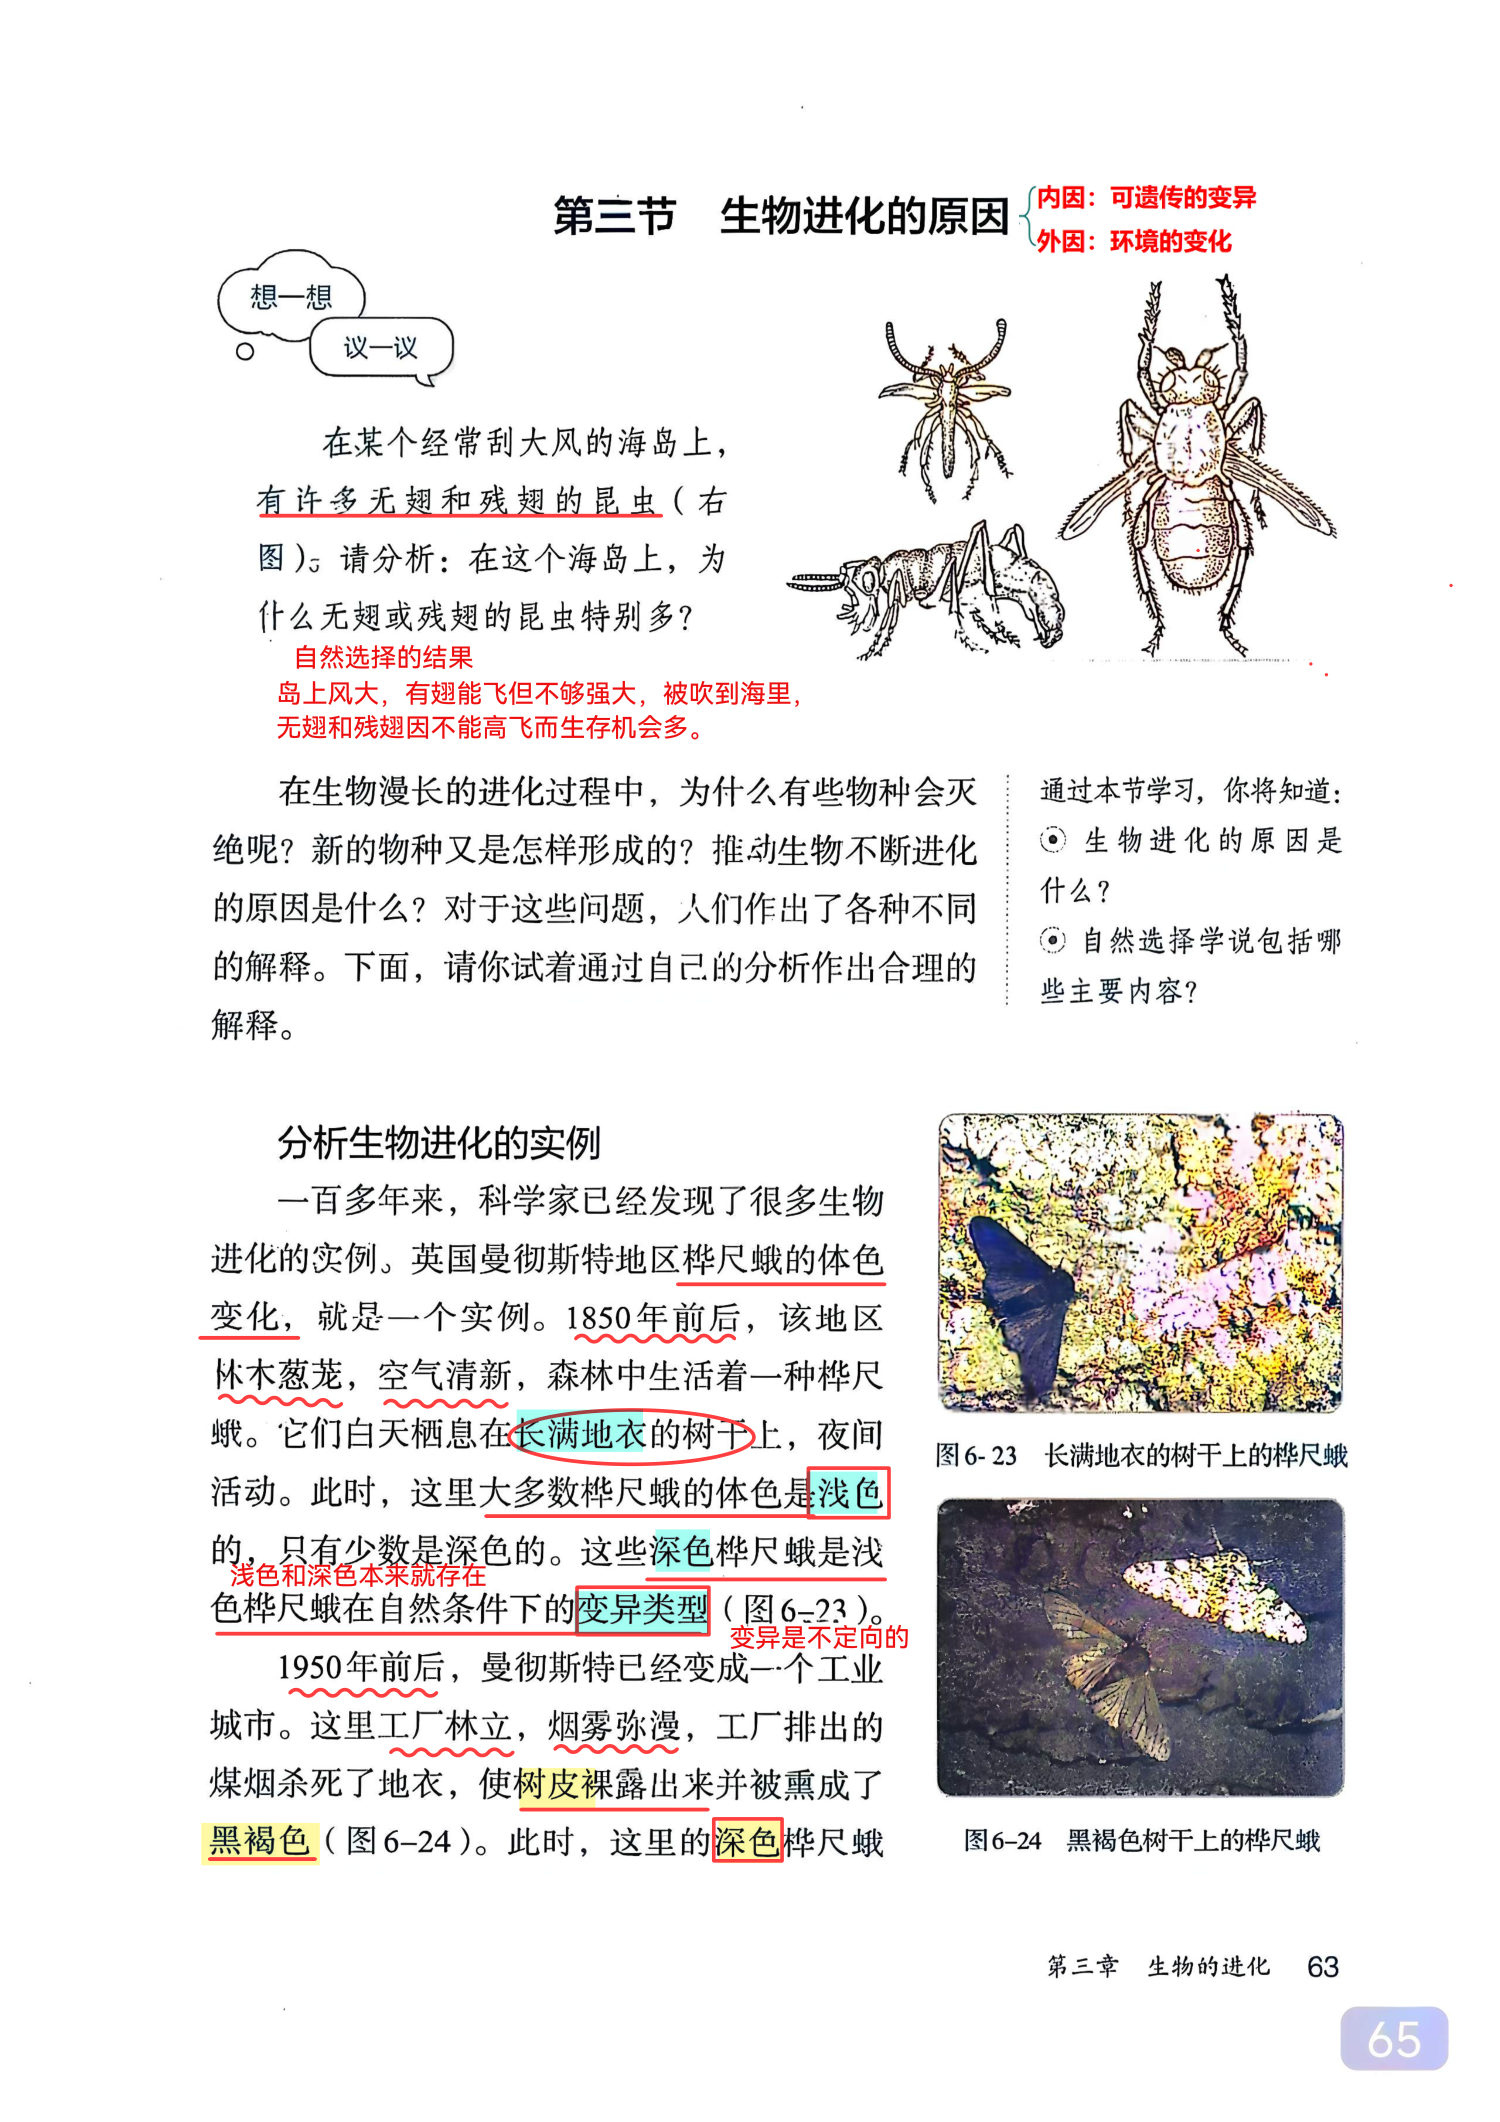 第三节　生物进化的原因
内因：可遗传的变异
外因：环境的变化
想一想
议一议
在某个经常刮大风的海岛上，
有许多无翅和残翅的昆虫（右
图）。请分析：在这个海岛上，为
什么无翅或残翅的昆虫特别多？
自然选择的结果
岛上风大，有翅能飞但不够强大，被吹到海里，
无翅和残翅因不能高飞而生存机会多。
在生物漫长的进化过程中，为什么有些物种会灭
绝呢？新的物种又是怎样形成的？推动生物不断进化
的原因是什么？对于这些问题，人们作出了各种不同
的解释。下面，请你试着通过自己的分析作出合理的
解释。
通过本节学习，你将知道：
生物进化的原因是
什么？
自然选择学说包括哪
些主要内容？
分析生物进化的实例
一百多年来，科学家已经发现了很多生物
进化的实例。英国曼彻斯特地区桦尺蛾的体色
变化，就是一个实例。1850年前后，该地区
林木葱茏，空气清新，森林中生活着一种桦尺
蛾。它们白天栖息在长满地衣的树干上，夜间
活动。此时，这里大多数桦尺蛾的体色是浅色
的，只有少数是深色的。这些深色桦尺蛾是浅
浅色和深色本来就存在
色桦尺蛾在自然条件下的变异类型（图6-23）。
变异是不定向的
1950年前后，曼彻斯特已经变成一个工业
城市。这里工厂林立，烟雾弥漫，工厂排出的
煤烟杀死了地衣，使树皮裸露出来并被熏成了
黑褐色（图6-24）。此时，这里的深色桦尺蛾
图6-23　长满地衣的树干上的桦尺蛾
图6-24　黑褐色树干上的桦尺蛾
第三章　生物的进化　63
65